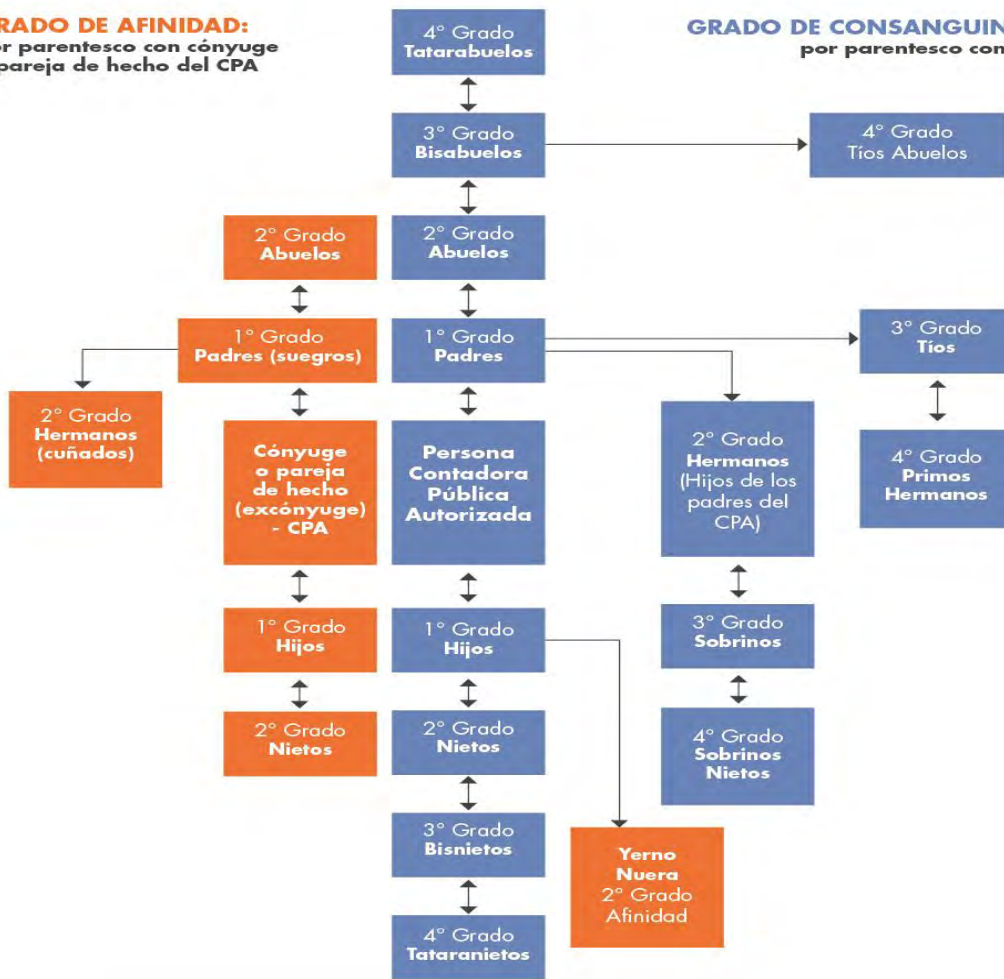 RADO DE AFINIDAD:
or parentesco con cónyuge
pareja de hecho del CPA
GRADO DE CONSANGUIN
por parentesco con
4° Grado
Tatarabuelos
3° Grado
Bisabuelos
4° Grado
Tíos Abuelos
2° Grado
Abuelos
2° Grado
Abuelos
1° Grado
Padres (suegros)
1° Grado
Padres
3° Grado
Tíos
2° Grado
Hermanos
(cuñados)
Cónyuge
o pareja
de hecho
(excónyuge)
- CPA
Persona
Contadora
Pública
Autorizada
2° Grado
Hermanos
(Hijos de los
padres del
CPA)
4° Grado
Primos
Hermanos
1° Grado
Hijos
1° Grado
Hijos
3° Grado
Sobrinos
2° Grado
Nietos
2° Grado
Nietos
4° Grado
Sobrinos
Nietos
3° Grado
Bisnietos
Yerno
Nuera
2° Grado
Afinidad
4° Grado
Tataranietos